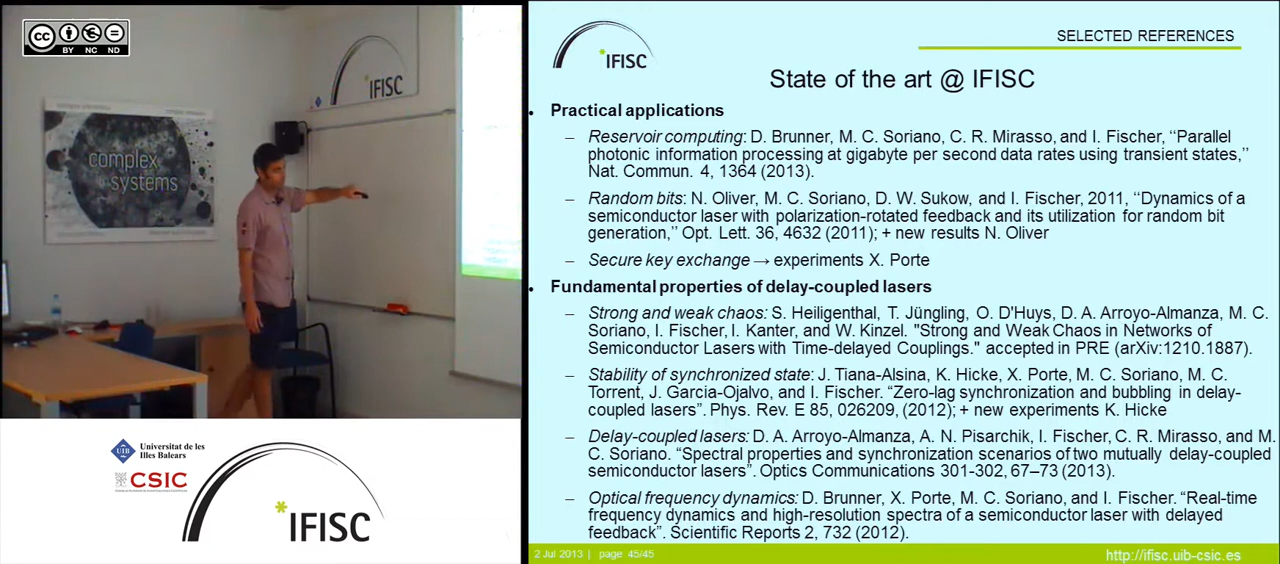 cc
BY NC ND
IFISC
complex
systems
Universitat de les
Illes Balears
UIB
CSIC
IFISC
IFISC
SELECTED REFERENCES
State of the art @ IFISC
• Practical applications
– Reservoir computing: D. Brunner, M. C. Soriano, C. R. Mirasso, and I. Fischer, “Parallel
photonic information processing at gigabyte per second data rates using transient states,”
Nat. Commun. 4, 1364 (2013).
– Random bits: N. Oliver, M. C. Soriano, D. W. Sukow, and I. Fischer, 2011, “Dynamics of a
semiconductor laser with polarization-rotated feedback and its utilization for random bit
generation,” Opt. Lett. 36, 4632 (2011); + new results N. Oliver
– Secure key exchange → experiments X. Porte
• Fundamental properties of delay-coupled lasers
– Strong and weak chaos: S. Heiligenthal, T. Jüngling, O. D'Huys, D. A. Arroyo-Almanza, M. C.
Soriano, I. Fischer, I. Kanter, and W. Kinzel. "Strong and Weak Chaos in Networks of
Semiconductor Lasers with Time-delayed Couplings." accepted in PRE (arXiv:1210.1887).
– Stability of synchronized state: J. Tiana-Alsina, K. Hicke, X. Porte, M. C. Soriano, M. C.
Torrent, J. Garcia-Ojalvo, and I. Fischer. “Zero-lag synchronization and bubbling in delay-
coupled lasers”. Phys. Rev. E 85, 026209, (2012); + new experiments K. Hicke
– Delay-coupled lasers: D. A. Arroyo-Almanza, A. N. Pisarchik, I. Fischer, C. R. Mirasso, and M.
C. Soriano. “Spectral properties and synchronization scenarios of two mutually delay-coupled
semiconductor lasers”. Optics Communications 301-302, 67–73 (2013).
– Optical frequency dynamics: D. Brunner, X. Porte, M. C. Soriano, and I. Fischer. “Real-time
frequency dynamics and high-resolution spectra of a semiconductor laser with delayed
feedback”. Scientific Reports 2, 732 (2012).
2 Jul 2013 | page 45/45
http://ifisc.uib-csic.es